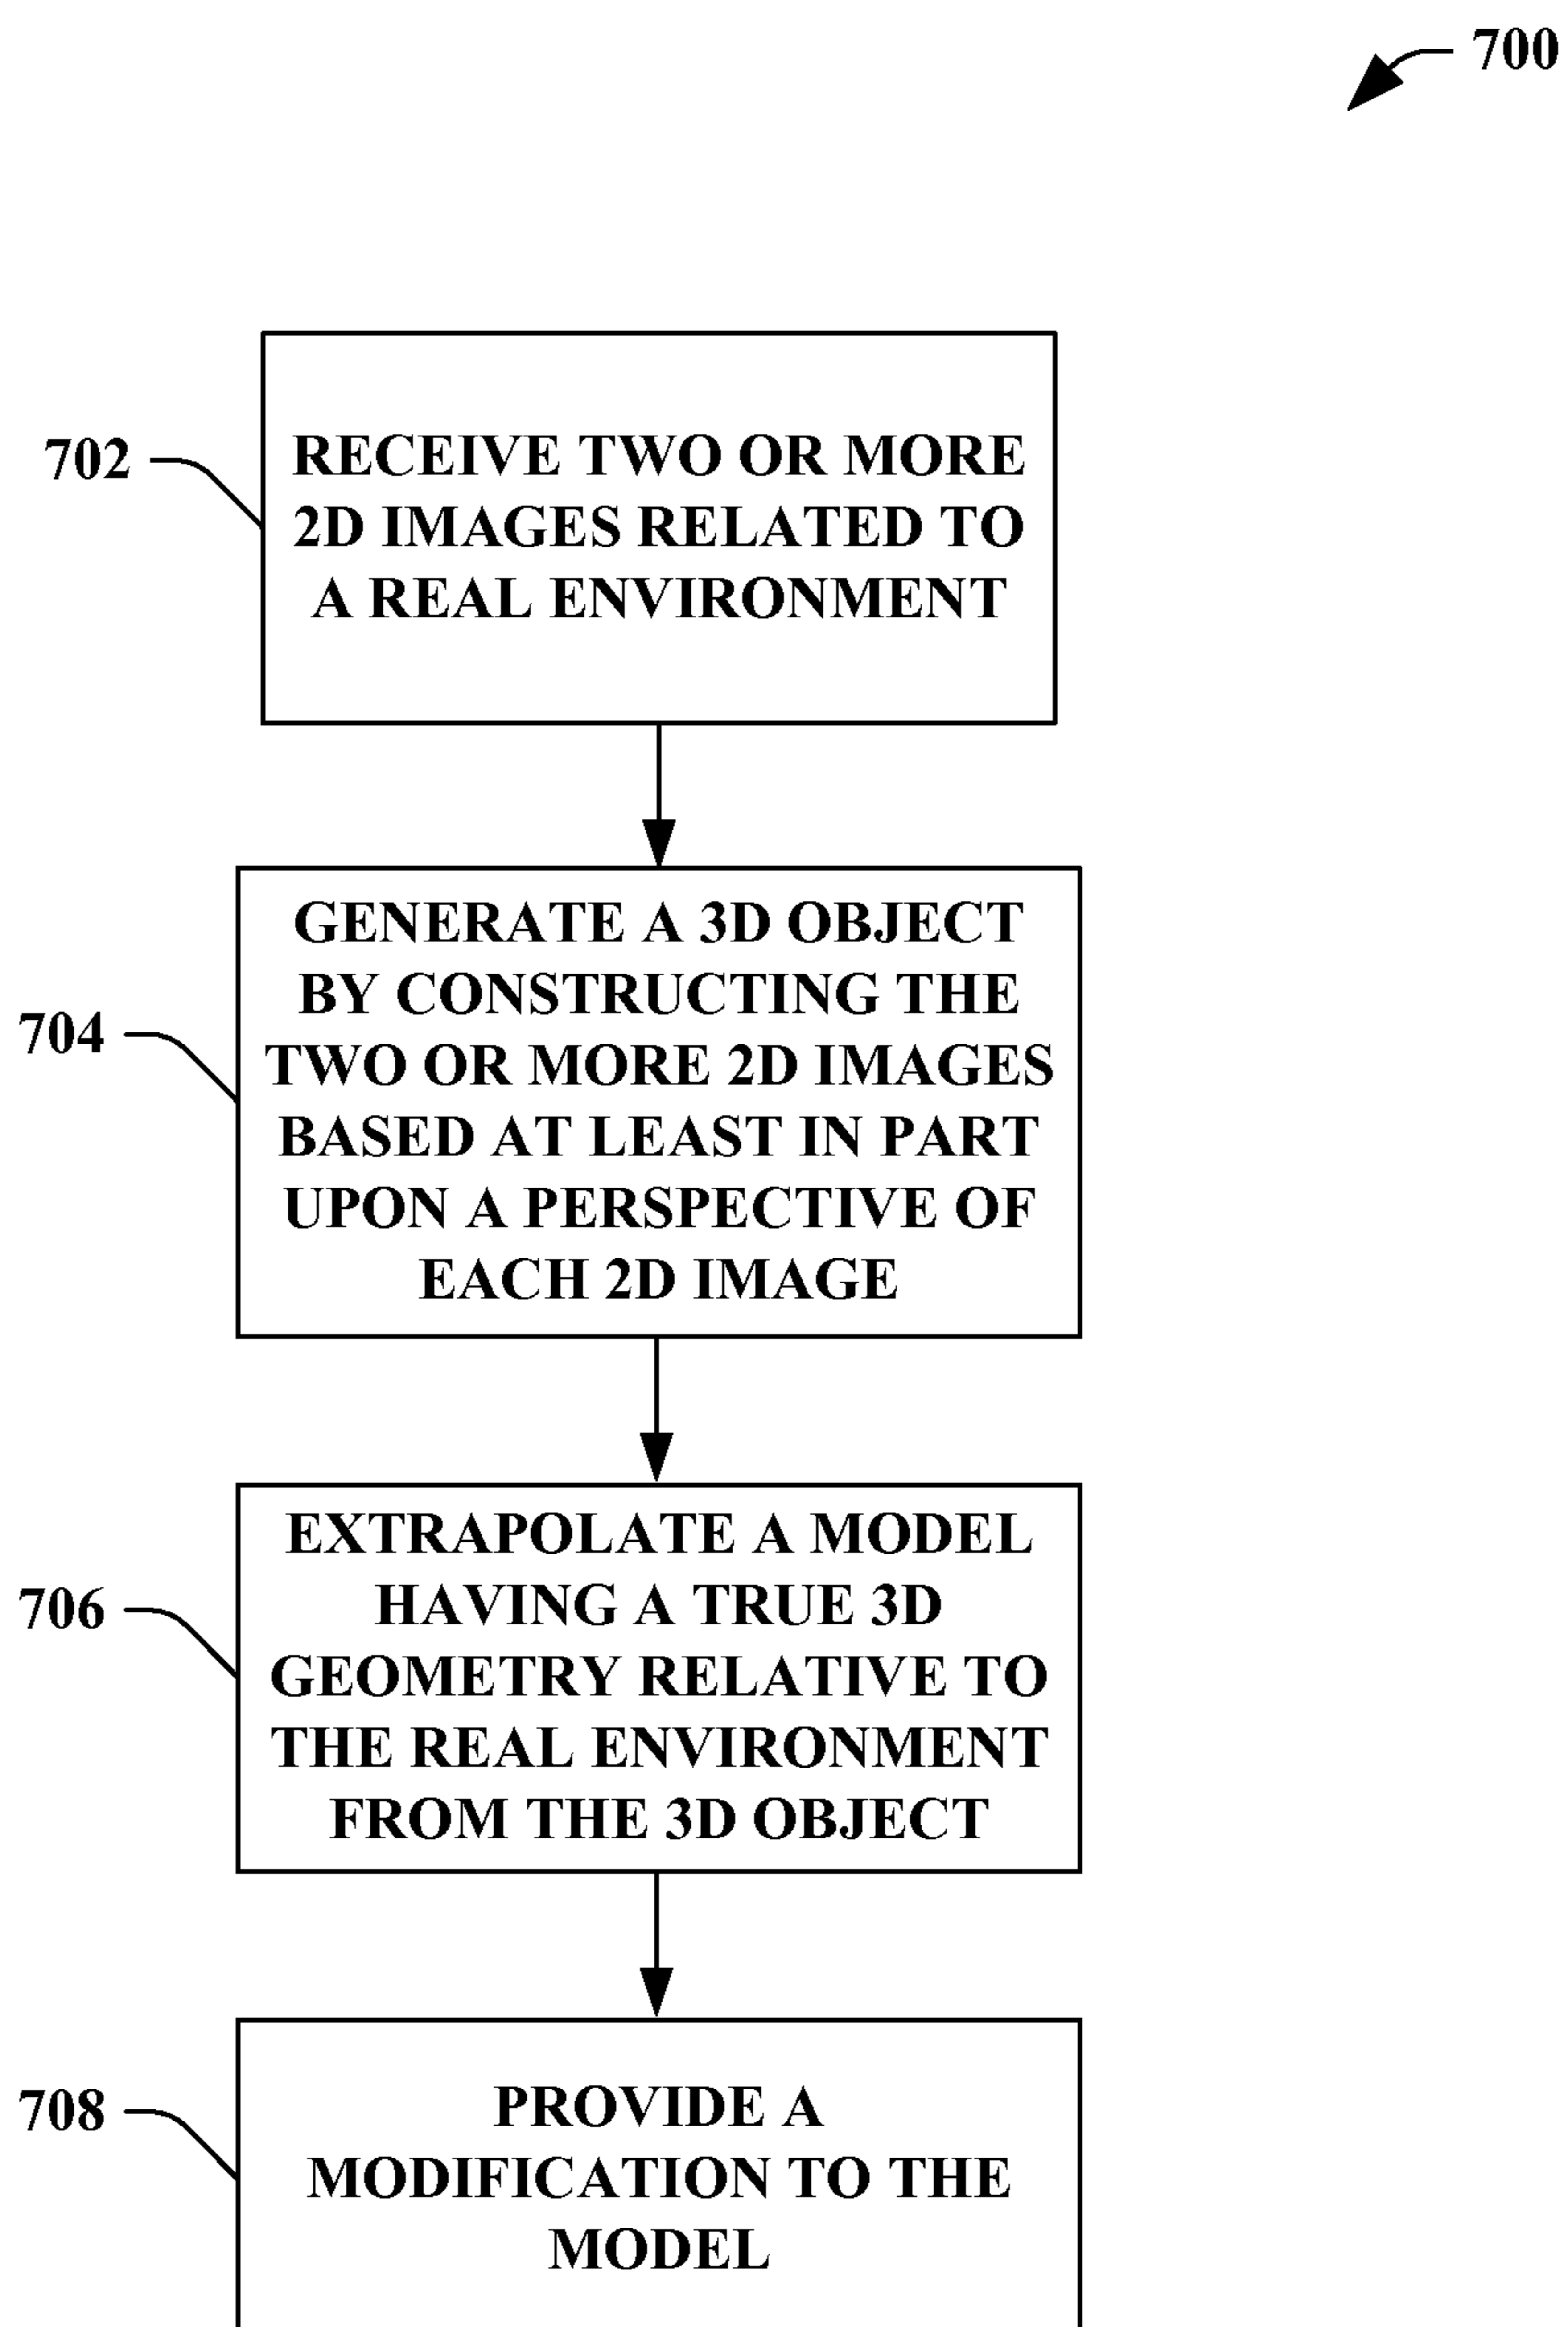 700
702
RECEIVE TWO OR MORE
2D IMAGES RELATED TO
A REAL ENVIRONMENT
704
GENERATE A 3D OBJECT
BY CONSTRUCTING THE
TWO OR MORE 2D IMAGES
BASED AT LEAST IN PART
UPON A PERSPECTIVE OF
EACH 2D IMAGE
706
EXTRAPOLATE A MODEL
HAVING A TRUE 3D
GEOMETRY RELATIVE TO
THE REAL ENVIRONMENT
FROM THE 3D OBJECT
708
PROVIDE A
MODIFICATION TO THE
MODEL